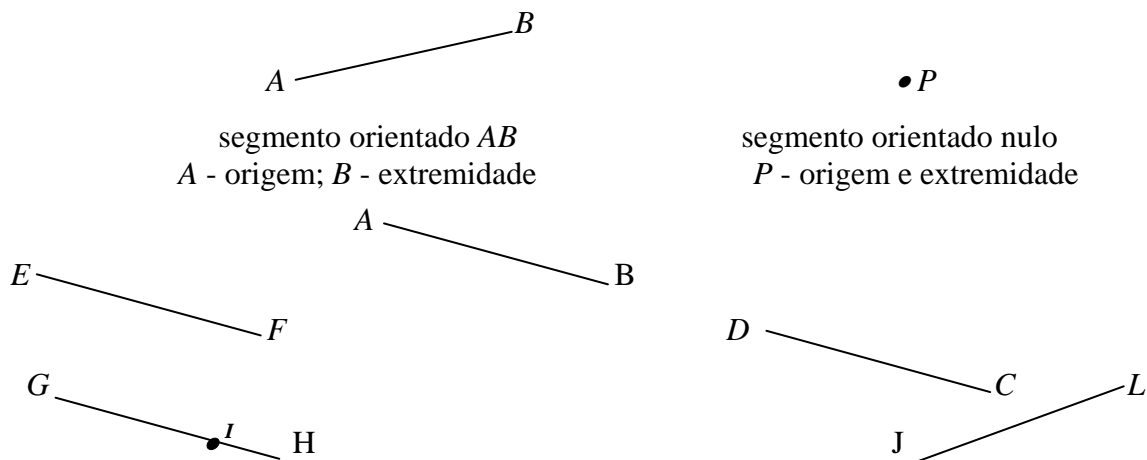 B
A P
segmento orientado AB segmento orientado nulo
A - origem; B - extremidade P - origem e extremidade
A
E B
F D
G C L
I H J